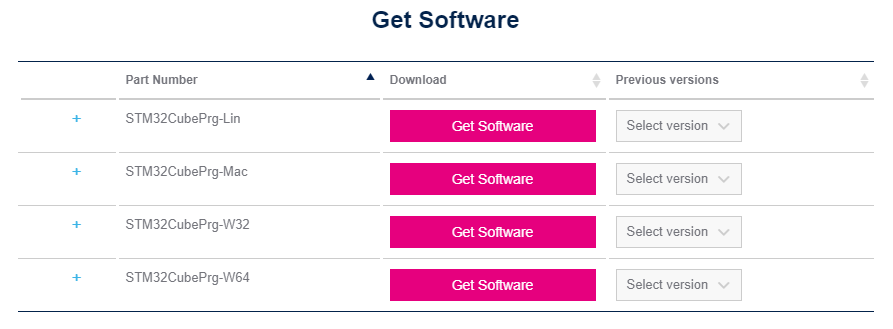 Get Software
Part Number Download Previous versions
+ STM32CubePrg-Lin Get Software Select version
+ STM32CubePrg-Mac Get Software Select version
+ STM32CubePrg-W32 Get Software Select version
+ STM32CubePrg-W64 Get Software Select version